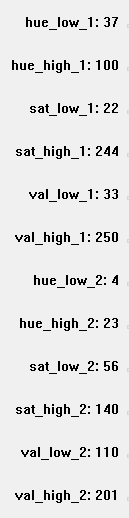 hue_low_1: 37
hue_high_1: 100
sat_low_1: 22
sat_high_1: 244
val_low_1: 33
val_high_1: 250
hue_low_2: 4
hue_high_2: 23
sat_low_2: 56
sat_high_2: 140
val_low_2: 110
val_high_2: 201